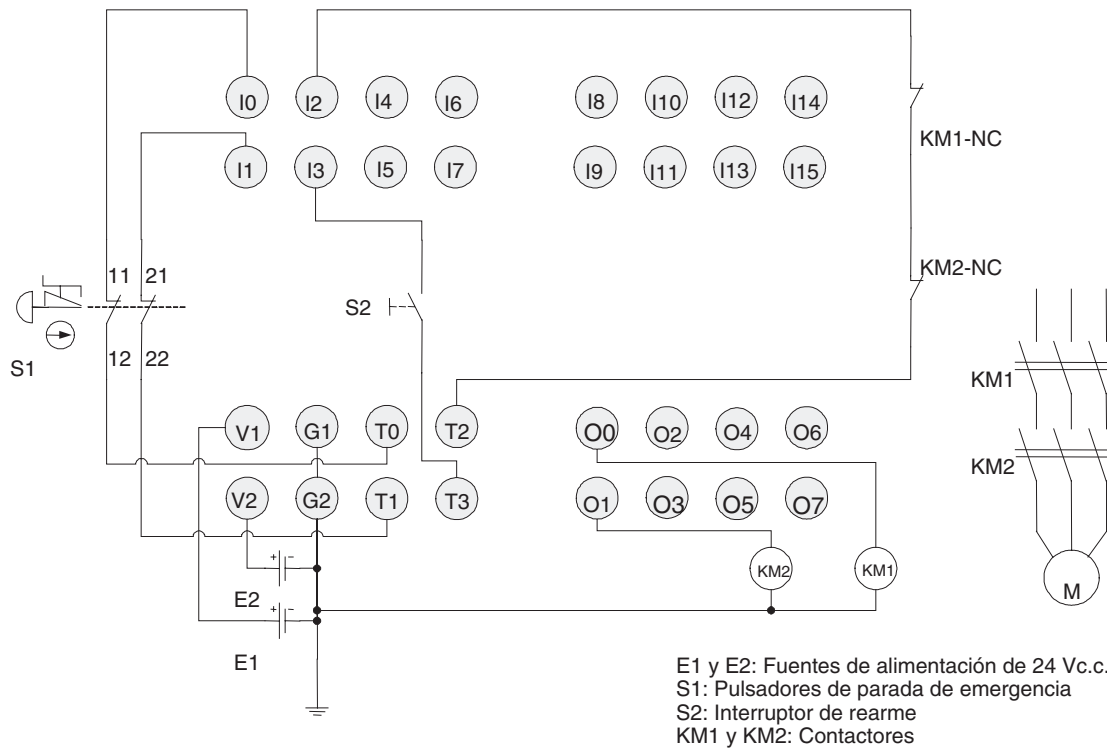 I0 I2 I4 I6 I8 I10 I12 I14
KM1-NC
I1 I3 I5 I7 I9 I11 I13 I15
KM2-NC
11 21
S2
12 22
S1
KM1
V1 G1 T0 T2 O0 O2 O4 O6
KM2
V2 G2 T1 T3 O1 O3 O5 O7
+ -
KM2 KM1
M
E2
+ -
E1
E1 y E2: Fuentes de alimentación de 24 Vc.c.
S1: Pulsadores de parada de emergencia
S2: Interruptor de rearme
KM1 y KM2: Contactores